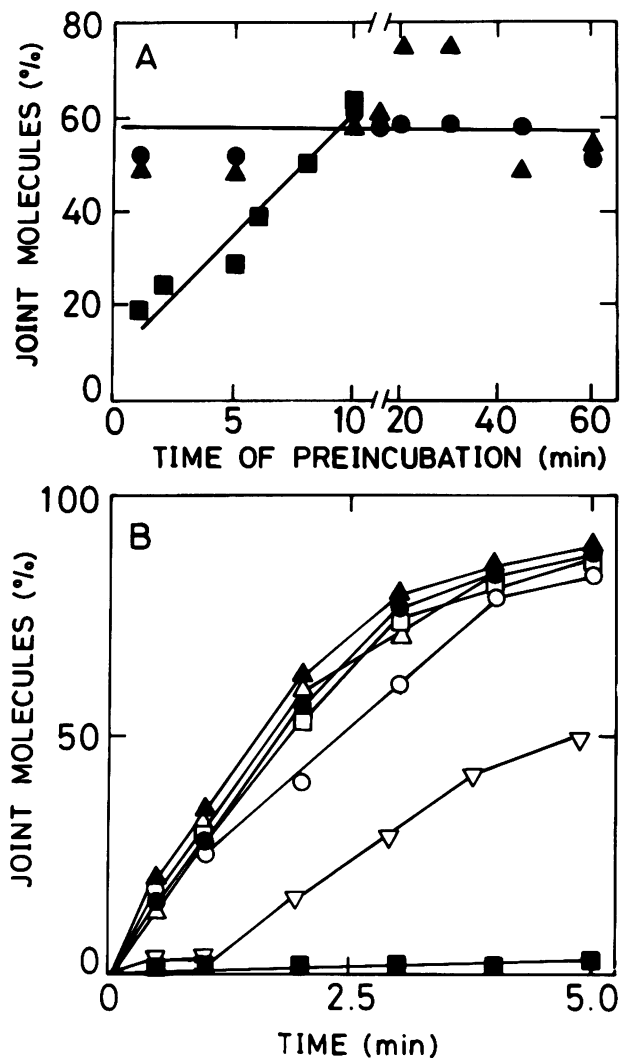 80
A
60
40
20
0
JOINT MOLECULES (%)
0 5 10 20 40 60
TIME OF PREINCUBATION (min)
100
B
50
0
JOINT MOLECULES (%)
0 2.5 5.0
TIME (min)